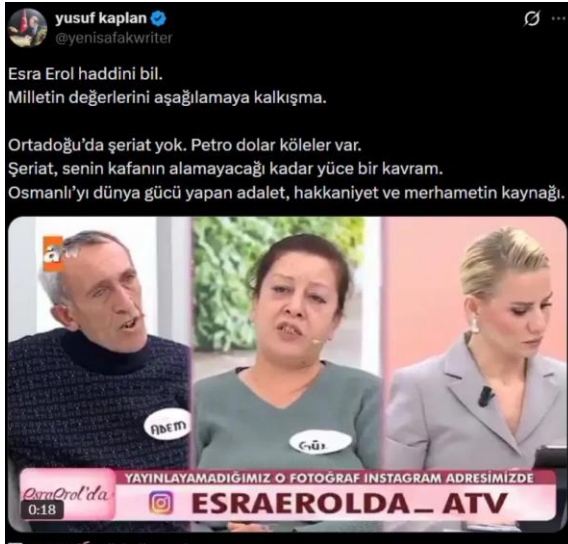 yusuf kaplan
@yenisafakwriter
Esra Erol haddini bil.
Milletin değerlerini aşağılamaya kalkışma.
Ortadoğu'da şeriat yok. Petro dolar köleler var.
Şeriat, senin kafanın alamayacağı kadar yüce bir kavram.
Osmanlı'yı dünya gücü yapan adalet, hakkaniyet ve merhametin kaynağı.
atv
ADEM
YAYINLAYAMADIĞIMIZ O FOTOĞRAF INSTAGRAM ADRESİMİZDE
EsraErol'da
ESRAEROLDA_ ATV
0:18